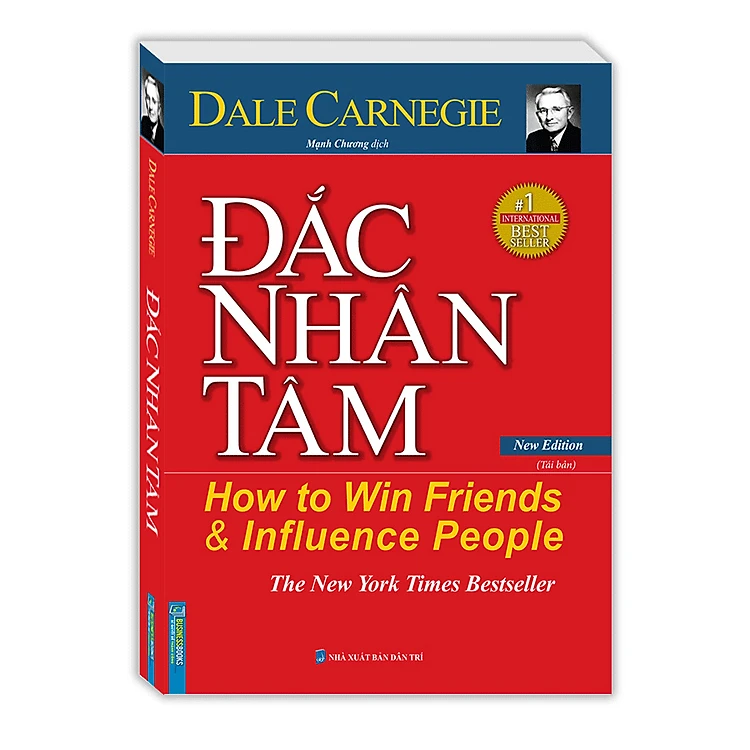 DALE CARNEGIE
Mạnh Chương dịch
#1
INTERNATIONAL
BEST
SELLER
ĐẮC
NHÂN
TÂM
New Edition
(Tái bản)
How to Win Friends
& Influence People
The New York Times Bestseller
NHÀ XUẤT BẢN DÂN TRÍ
DALE CARNEGIE
ĐẮC NHÂN TÂM
BUSINESSBOOKS